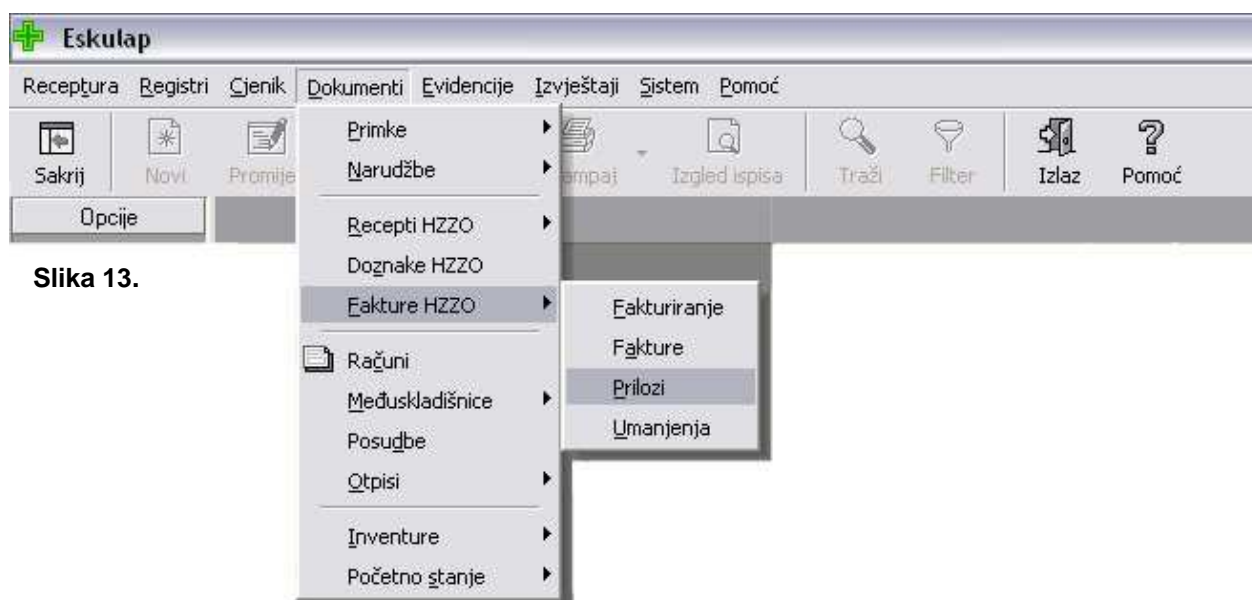 Eskulap
Receptura Registri Cjenik Dokumenti Evidencije Izvještaji Sistem Pomoć
Sakrij Novi Izgled ispisa Traži Filter Izlaz Pomoć
Opcije
Slika 13.
Primke
Narudžbe
Recepti HZZO
Doznake HZZO
Fakture HZZO
Računi
Međuskladišnice
Posudbe
Otpisi
Inventure
Početno stanje
Fakturiranje
Fakture
Prilozi
Umanjenja